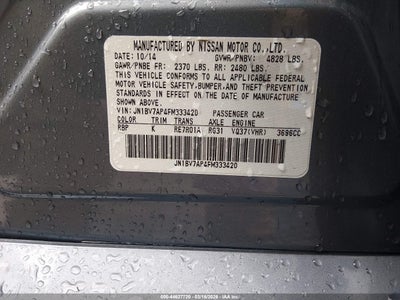 MANUFACTURED BY NISSAN MOTOR CO.,LTD.
10/14 GVWR/PNBV: 4828 LBS.
GAWR/PNBE FR: 2370 LBS. RR: 2480 LBS.
THIS VEHICLE CONFORMS TO ALL APPLICABLE FEDERAL
MOTOR VEHICLE SAFETY,BUMPER,AND THEFT
PREVENTION STANDARDS IN EFFECT ON THE DATE OF
MANUFACTURE SHOWN ABOVE.
VIN: JN1BV7AP4FM333420 PASSENGER CAR
COLOR TRIM TRANS AXLE ENGINE
RBP K RE7R01A RG31 VQ37(VHR) 3696CC
JN1BV7AP4FM333420